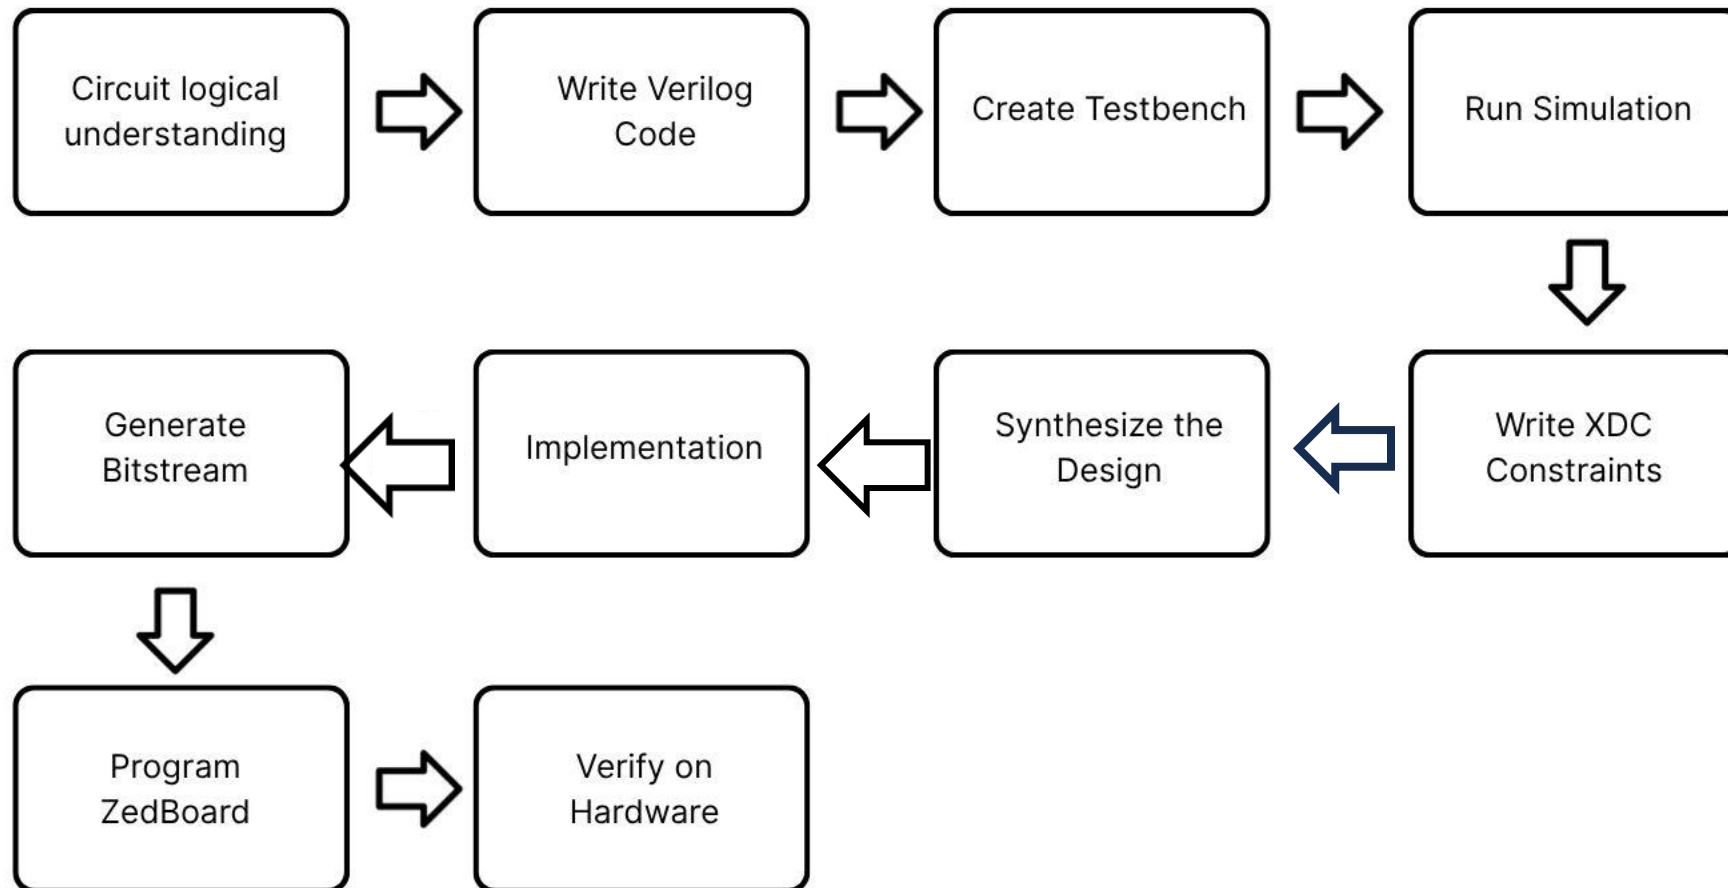 Circuit logical
understanding
Write Verilog
Code
Create Testbench
Run Simulation
Write XDC
Constraints
Synthesize the
Design
Implementation
Generate
Bitstream
Program
ZedBoard
Verify on
Hardware